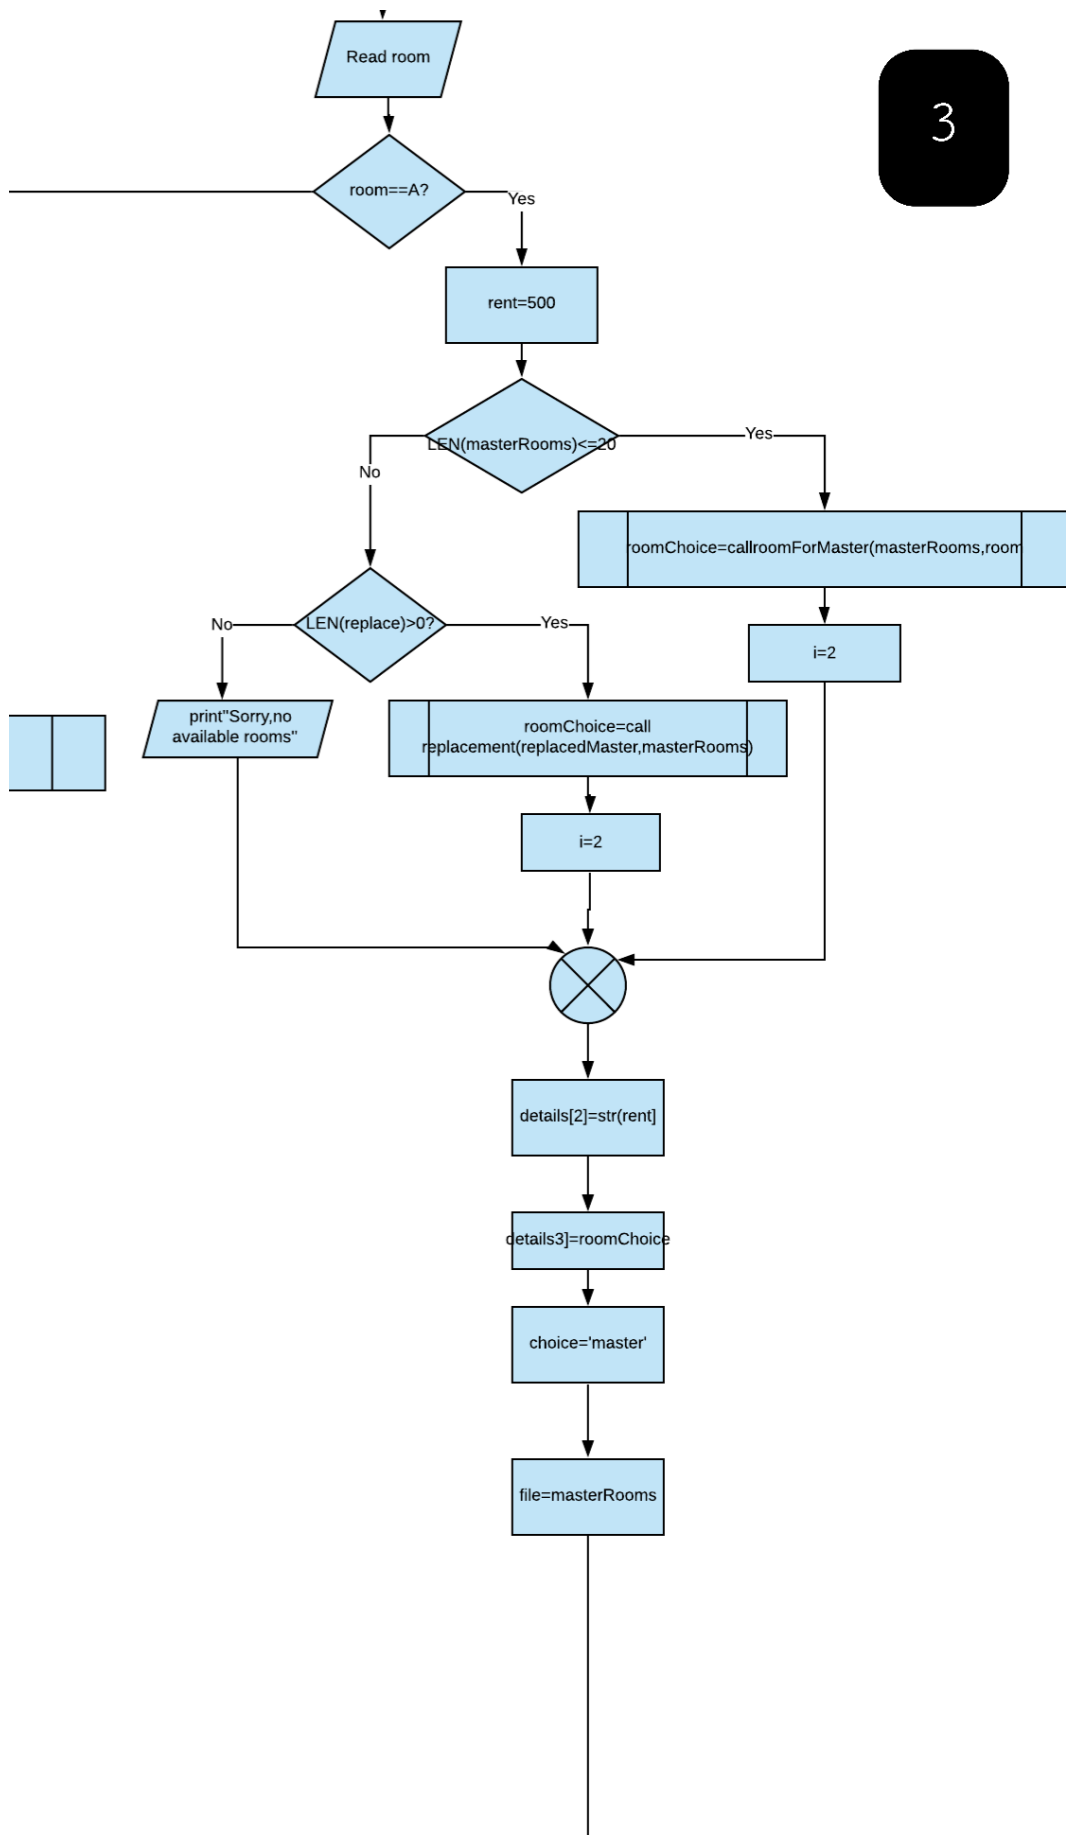 Read room
3
room==A?
Yes
rent=500
LEN(masterRooms)<=20
Yes
No
roomChoice=callroomForMaster(masterRooms,room
No
LEN(replace)>0?
Yes
i=2
print"Sorry,no
available rooms"
roomChoice=call
replacement(replacedMaster,masterRooms)
i=2
details[2]=str(rent]
details3]=roomChoice
choice='master'
file=masterRooms